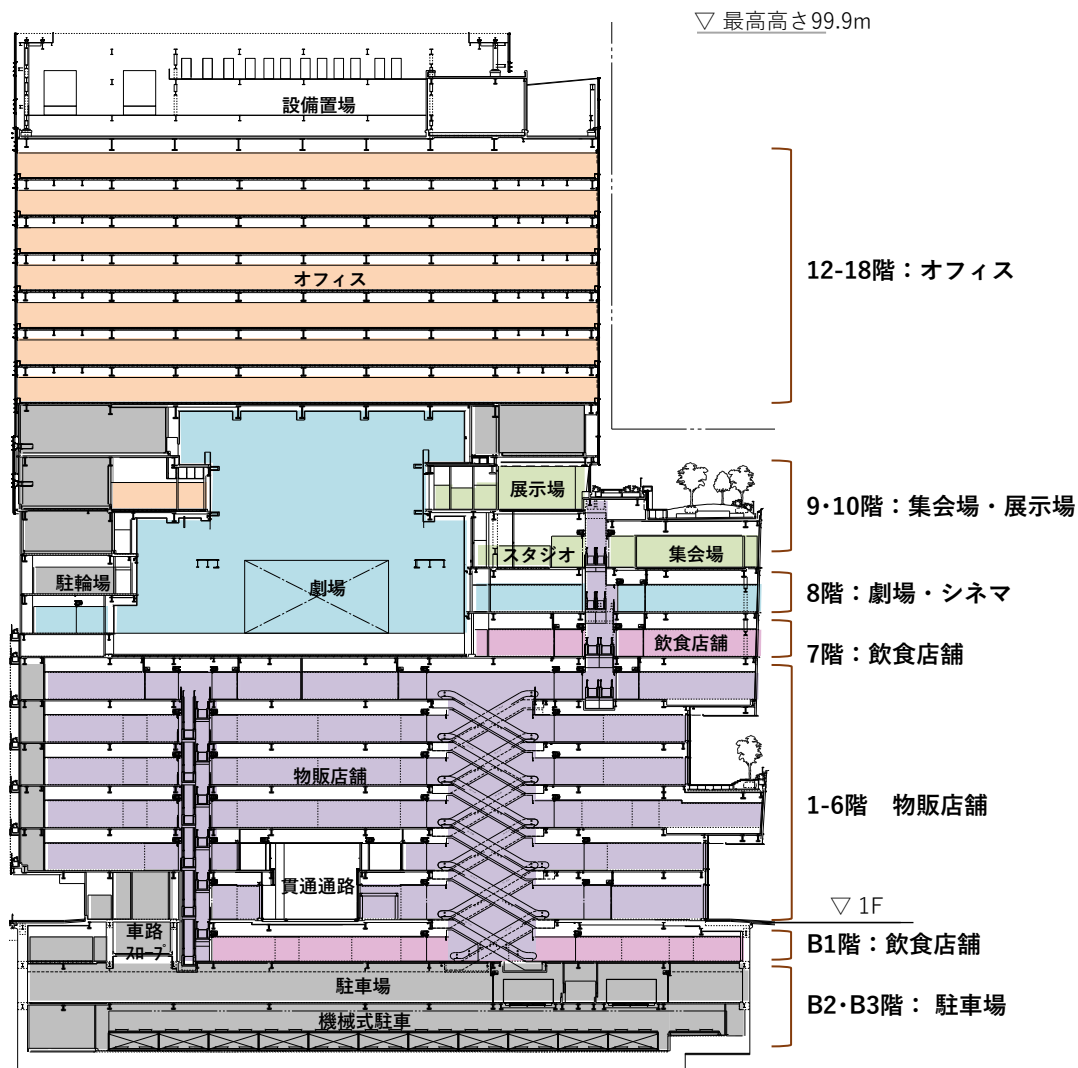 ▽ 最高高さ99.9m
設備置場
オフィス
12-18階：オフィス
展示場
9・10階：集会場・展示場
スタジオ
集会場
駐輪場
劇場
8階：劇場・シネマ
飲食店舗
7階：飲食店舗
物販店舗
1-6階　物販店舗
貫通通路
▽ 1F
車路
スロープ
B1階：飲食店舗
駐車場
B2・B3階： 駐車場
機械式駐車